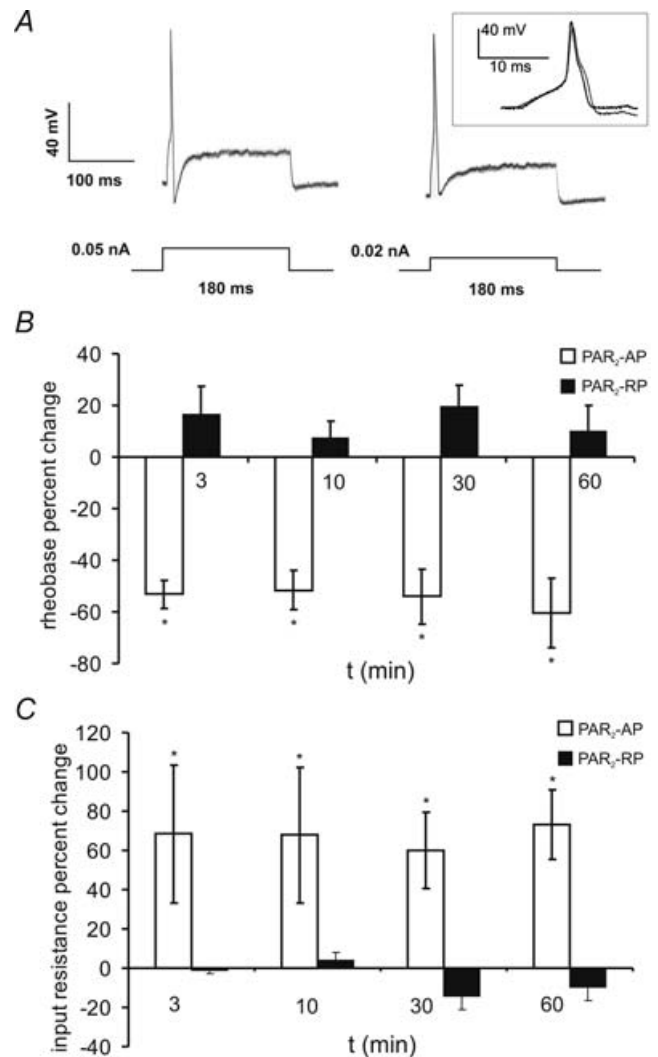 A
40 mV
100 ms
40 mV
10 ms
0.05 nA
180 ms
0.02 nA
180 ms
B
rheobase percent change
40
20
0
-20
-40
-60
-80
PAR₂-AP
PAR₂-RP
3 10 30 60
* * * *
t (min)
C
input resistance percent change
120
100
80
60
40
20
0
-20
-40
PAR₂-AP
PAR₂-RP
* * * *
3 10 30 60
t (min)